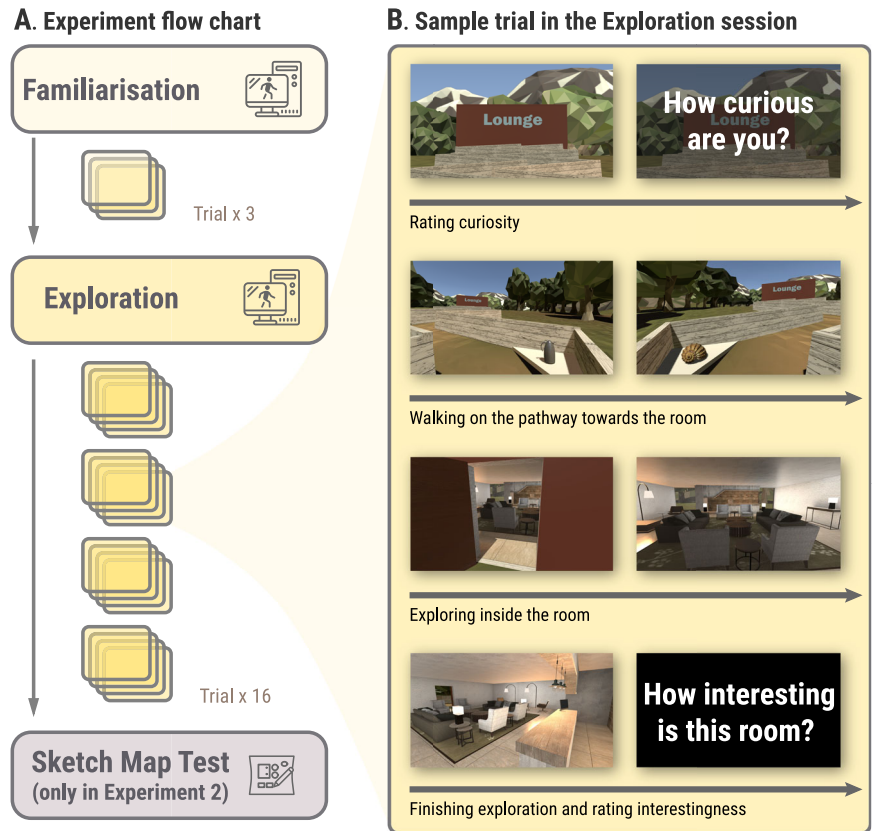 A. Experiment flow chart
Familiarisation
Trial x 3
Exploration
Trial x 16
Sketch Map Test
(only in Experiment 2)
B. Sample trial in the Exploration session
Lounge
How curious
are you?
Rating curiosity
Lounge
Lounge
Walking on the pathway towards the room
Exploring inside the room
How interesting
is this room?
Finishing exploration and rating interestingness